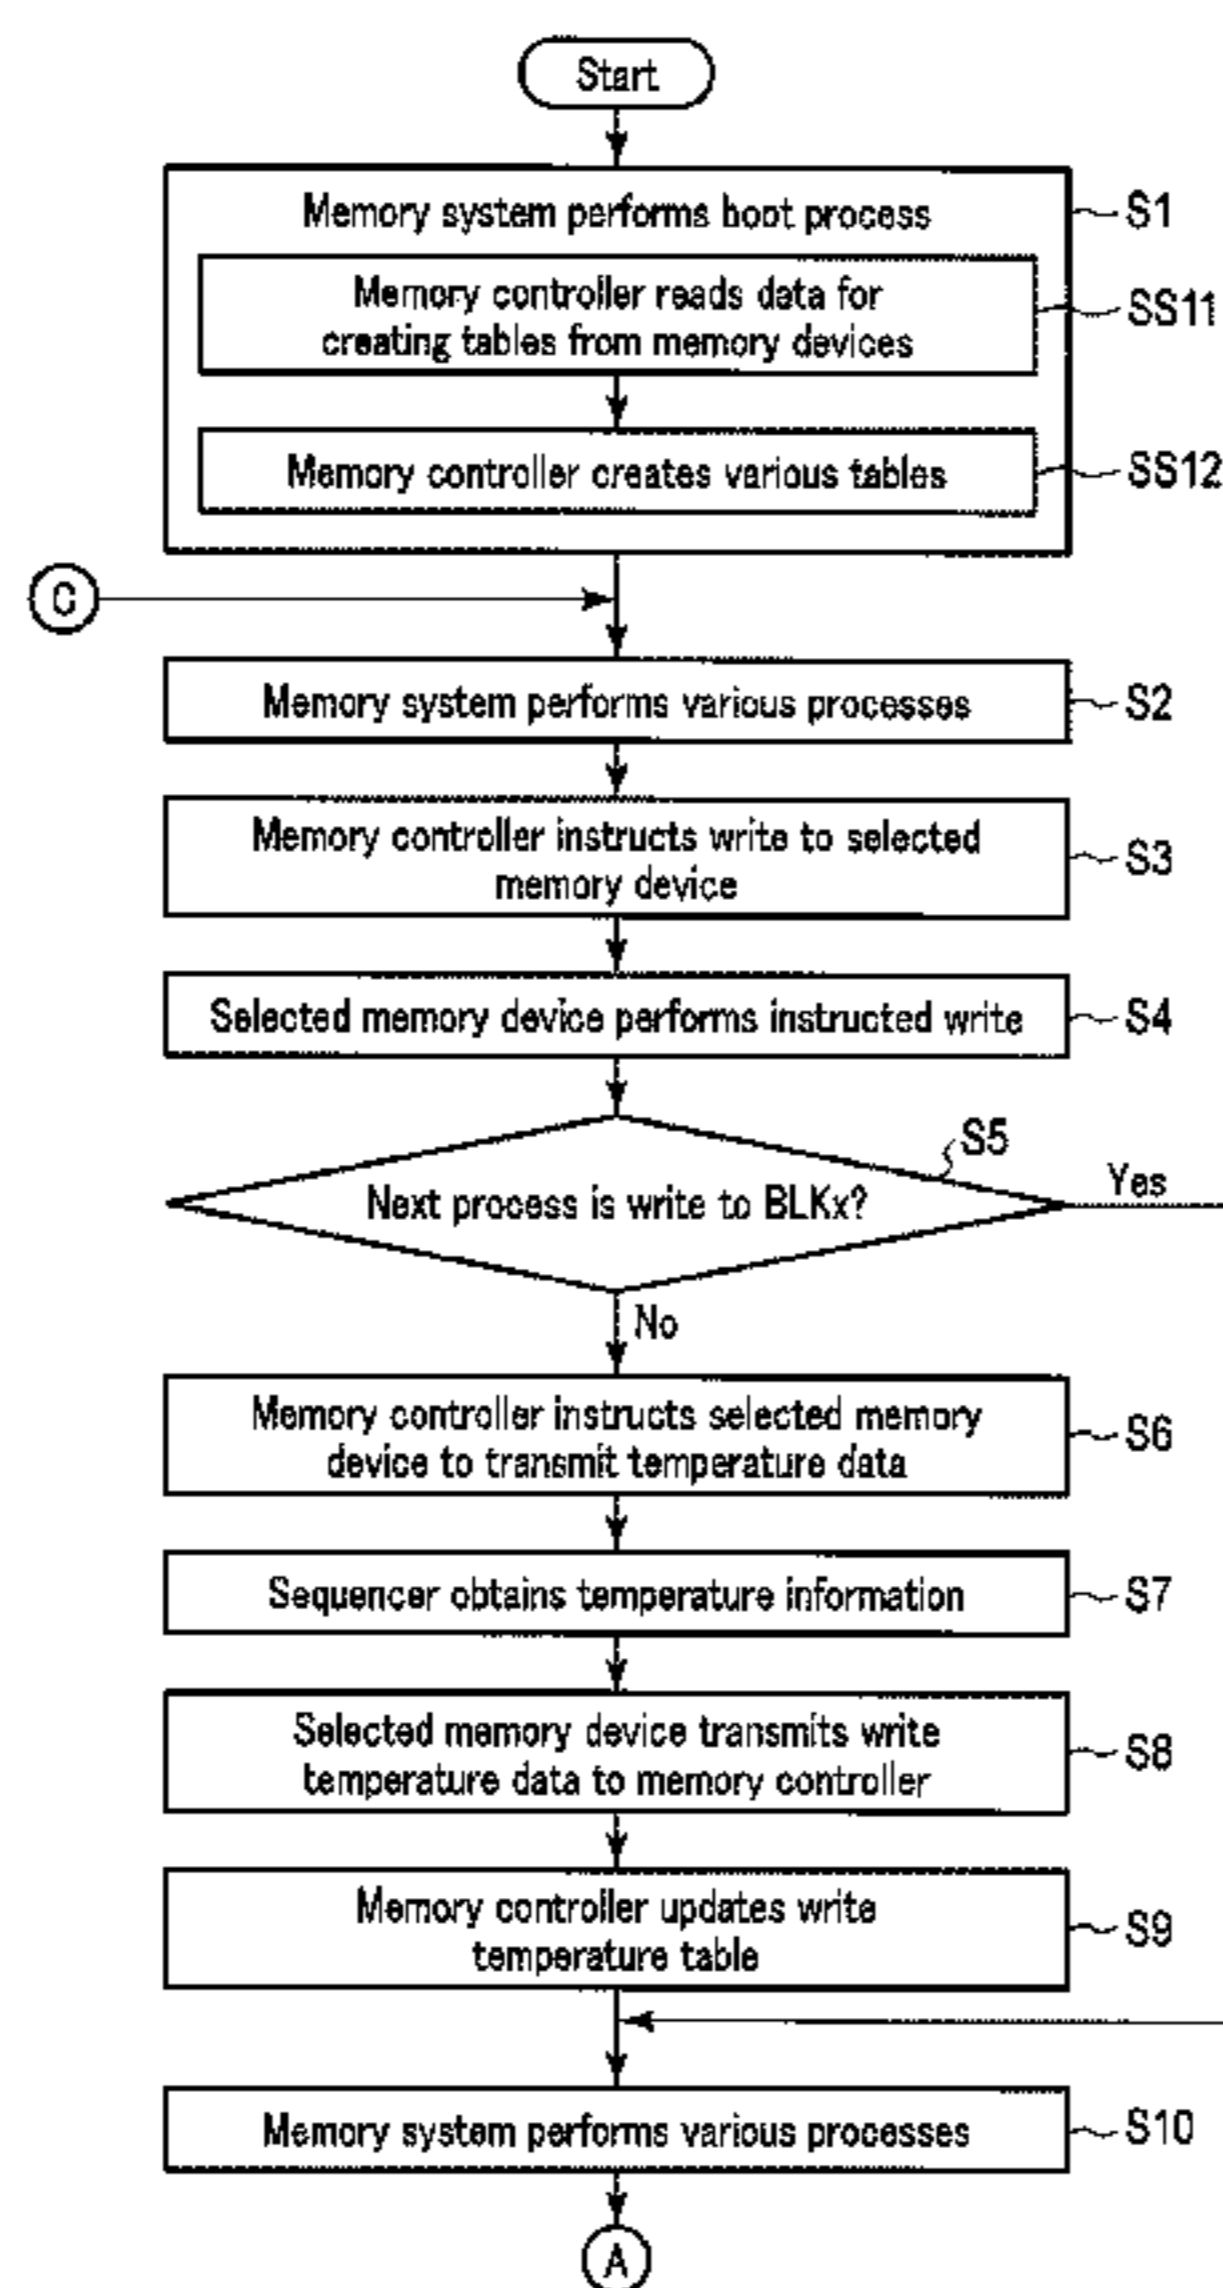 Start
Memory system performs boot process
S1
Memory controller reads data for
creating tables from memory devices
SS11
Memory controller creates various tables
SS12
C
Memory system performs various processes
S2
Memory controller instructs write to selected
memory device
S3
Selected memory device performs instructed write
S4
S5
Next process is write to BLKx?
Yes
No
Memory controller instructs selected memory
device to transmit temperature data
S6
Sequencer obtains temperature information
S7
Selected memory device transmits write
temperature data to memory controller
S8
Memory controller updates write
temperature table
S9
Memory system performs various processes
S10
A